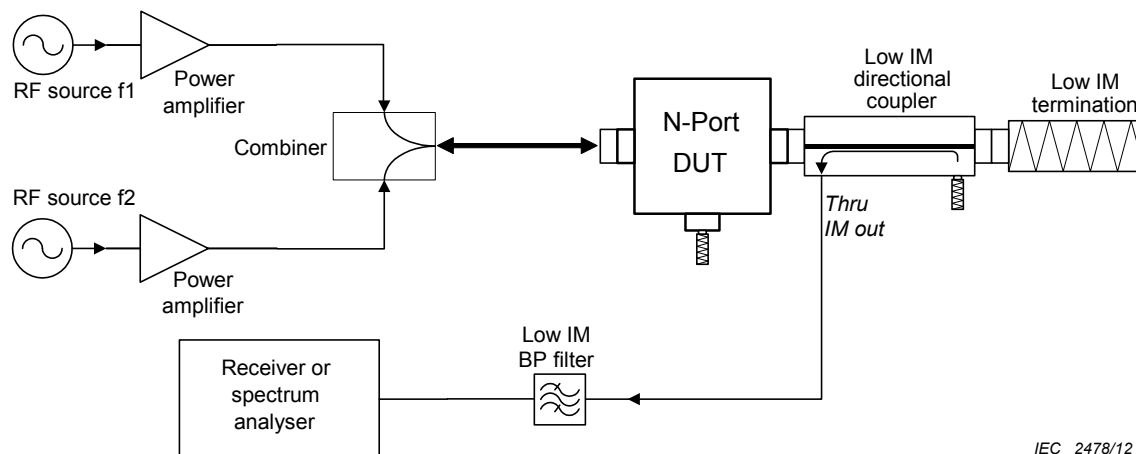 RF source f1
Power
amplifier
Combiner
RF source f2
Power
amplifier
N-Port
DUT
Low IM
directional
coupler
Low IM
termination
Thru
IM out
Low IM
BP filter
Receiver or
spectrum
analyser
IEC 2478/12